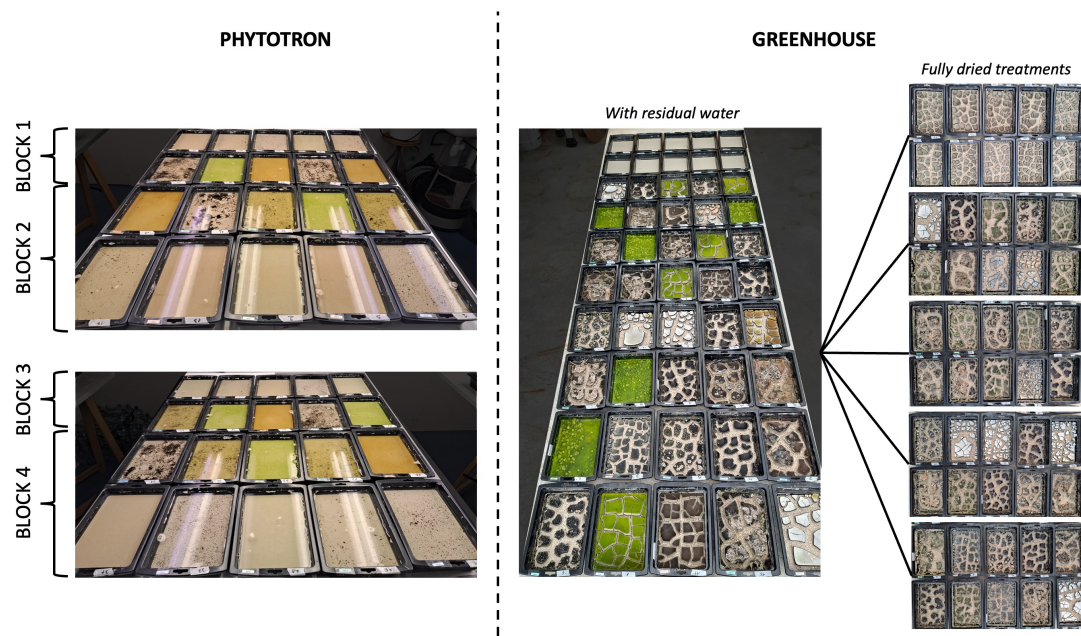 PHYTOTRON
GREENHOUSE
Fully dried treatments
With residual water
BLOCK 1
BLOCK 2
BLOCK 3
BLOCK 4